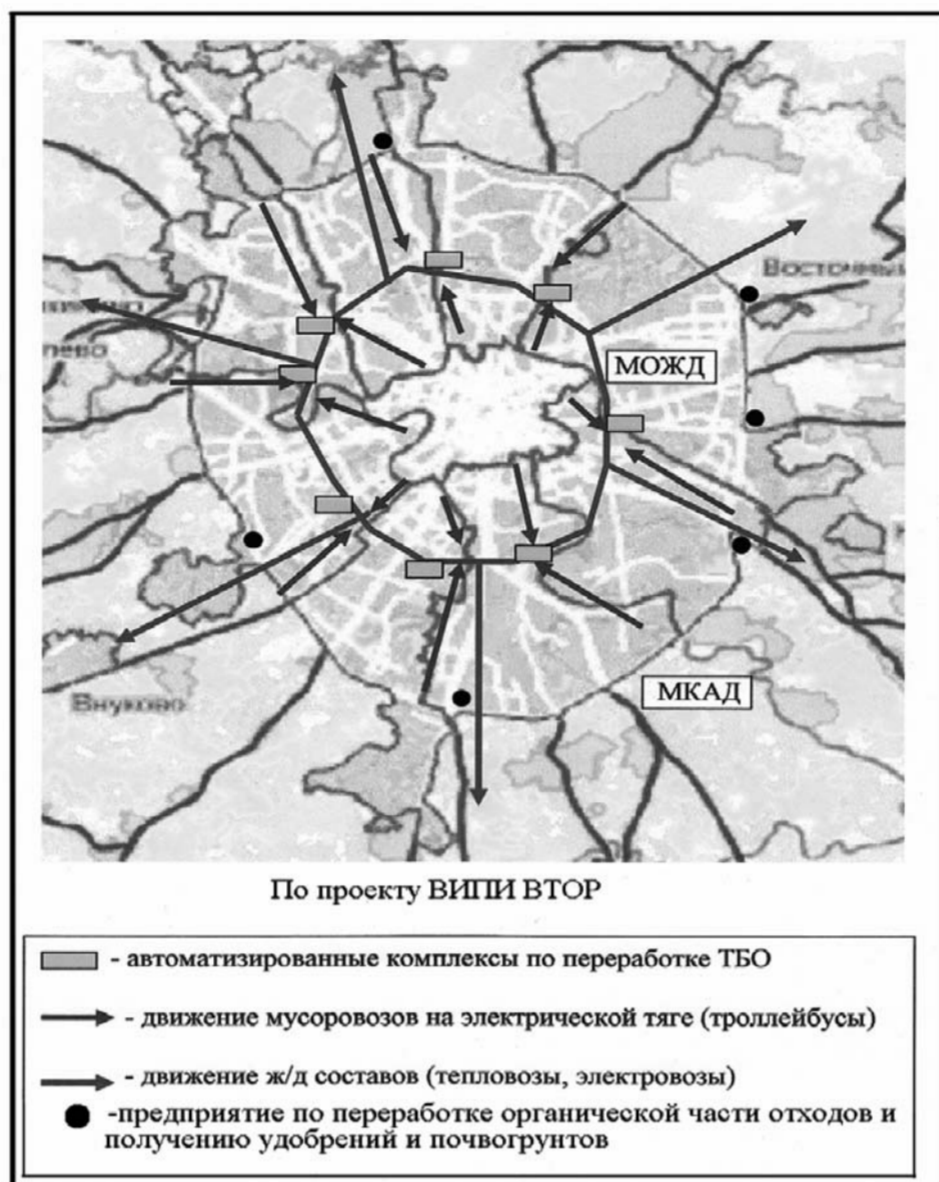 Восточный
МОЖД
лево
МКАД
Внуково
По проекту ВИПИ ВТОР
- автоматизированные комплексы по переработке ТБО
- движение мусоровозов на электрической тяге (троллейбусы)
- движение ж/д составов (тепловозы, электровозы)
-предприятие по переработке органической части отходов и
получению удобрений и почвогрунтов